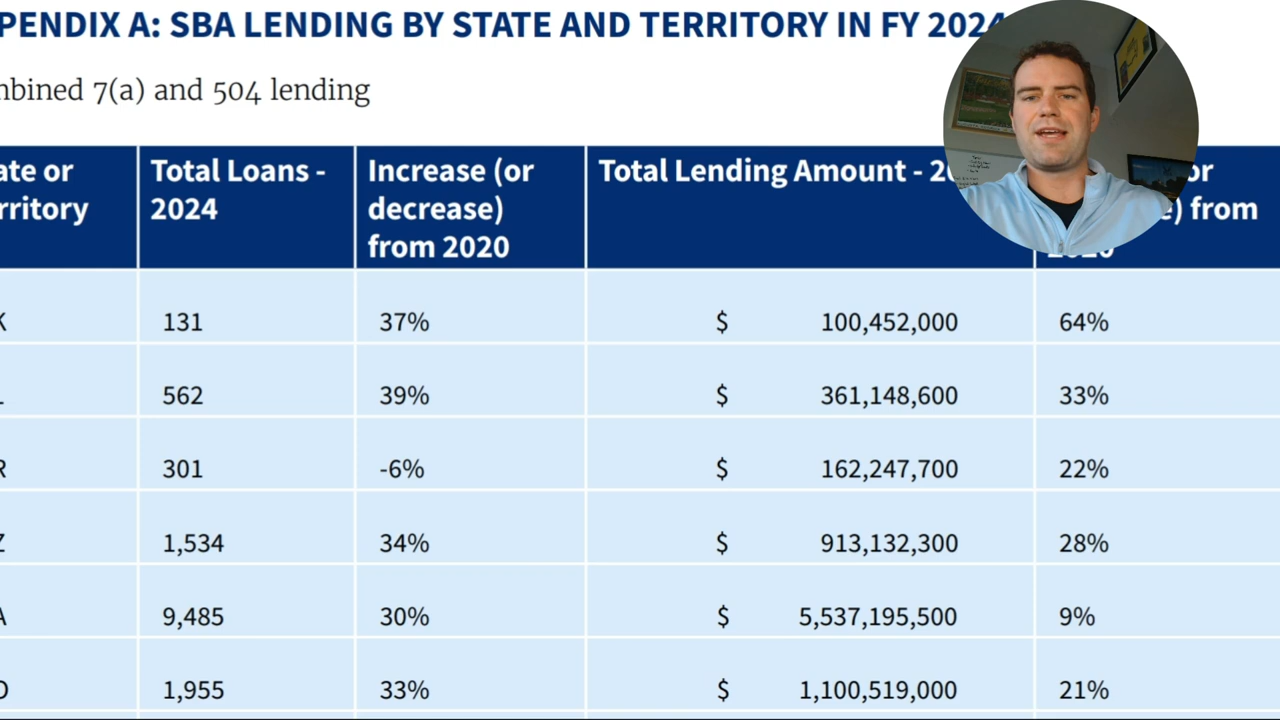 PENDIX A: SBA LENDING BY STATE AND TERRITORY IN FY 2024
mbined 7(a) and 504 lending
ate or
rritory
Total Loans -
2024
Increase (or
decrease)
from 2020
Total Lending Amount - 20
or
e) from
2020
K 131 37% $ 100,452,000 64%
L 562 39% $ 361,148,600 33%
R 301 -6% $ 162,247,700 22%
Z 1,534 34% $ 913,132,300 28%
A 9,485 30% $ 5,537,195,500 9%
O 1,955 33% $ 1,100,519,000 21%